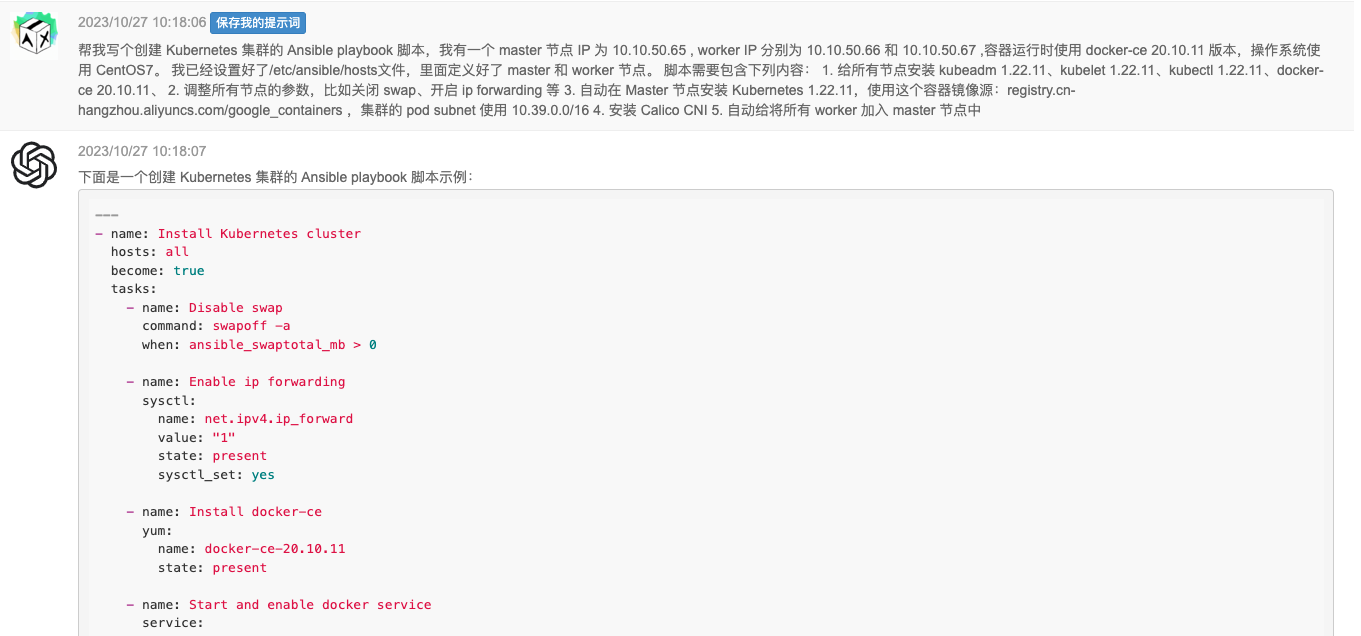 2023/10/27 10:18:06 保存我的提示词
帮我写个创建 Kubernetes 集群的 Ansible playbook 脚本，我有一个 master 节点 IP 为 10.10.50.65 , worker IP 分别为 10.10.50.66 和 10.10.50.67 ,容器运行时使用 docker-ce 20.10.11 版本，操作系统使
用 CentOS7。 我已经设置好了/etc/ansible/hosts文件，里面定义好了 master 和 worker 节点。 脚本需要包含下列内容： 1. 给所有节点安装 kubeadm 1.22.11、kubelet 1.22.11、kubectl 1.22.11、docker-
ce 20.10.11、 2. 调整所有节点的参数，比如关闭 swap、开启 ip forwarding 等 3. 自动在 Master 节点安装 Kubernetes 1.22.11，使用这个容器镜像源：registry.cn-
hangzhou.aliyuncs.com/google_containers ，集群的 pod subnet 使用 10.39.0.0/16 4. 安装 Calico CNI 5. 自动给将所有 worker 加入 master 节点中
2023/10/27 10:18:07
下面是一个创建 Kubernetes 集群的 Ansible playbook 脚本示例：
---
- name: Install Kubernetes cluster
  hosts: all
  become: true
  tasks:
    - name: Disable swap
      command: swapoff -a
      when: ansible_swaptotal_mb > 0
    - name: Enable ip forwarding
      sysctl:
        name: net.ipv4.ip_forward
        value: "1"
        state: present
        sysctl_set: yes
    - name: Install docker-ce
      yum:
        name: docker-ce-20.10.11
        state: present
    - name: Start and enable docker service
      service: